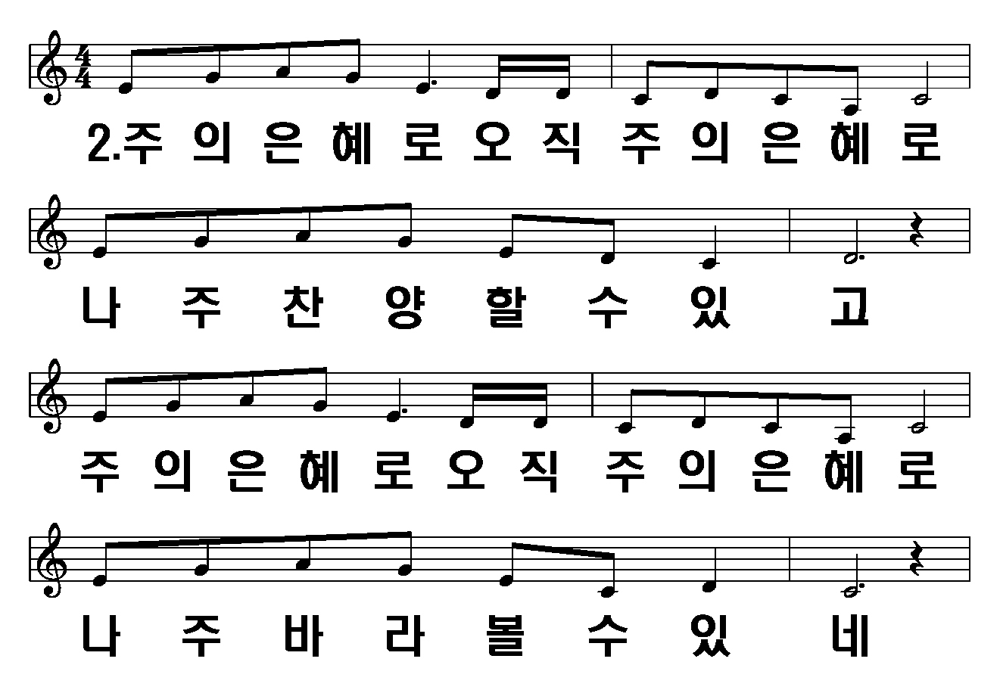 2.주 의 은 혜 로 오 직 주 의 은 혜 로
나 주 찬 양 할 수 있 고
주 의 은 혜 로 오 직 주 의 은 혜 로
나 주 바 라 볼 수 있 네